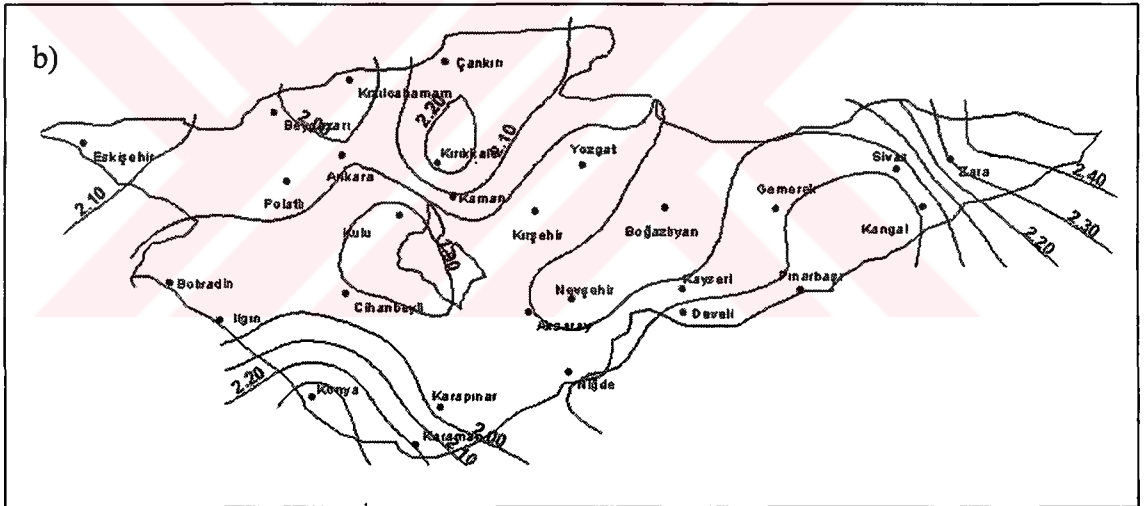 b)
Çankırı
Kızılcahamam
2.20
2.00
Beypazarı
2.10
Eskişehir
Kırıkkale
Yozgat
Sivas
Zara
Ankara
2.40
2.10
Polatlı
Kaman
Gemerek
Kulu
Kırşehir
Boğazlıyan
Kangal
2.30
2.20
Bolvadin
Kayseri
Pınarbaşı
Nevşehir
Cihanbeyli
Ilgın
Aksaray
Develi
2.20
Konya
Niğde
Karapınar
Karaman
2.00
2.10